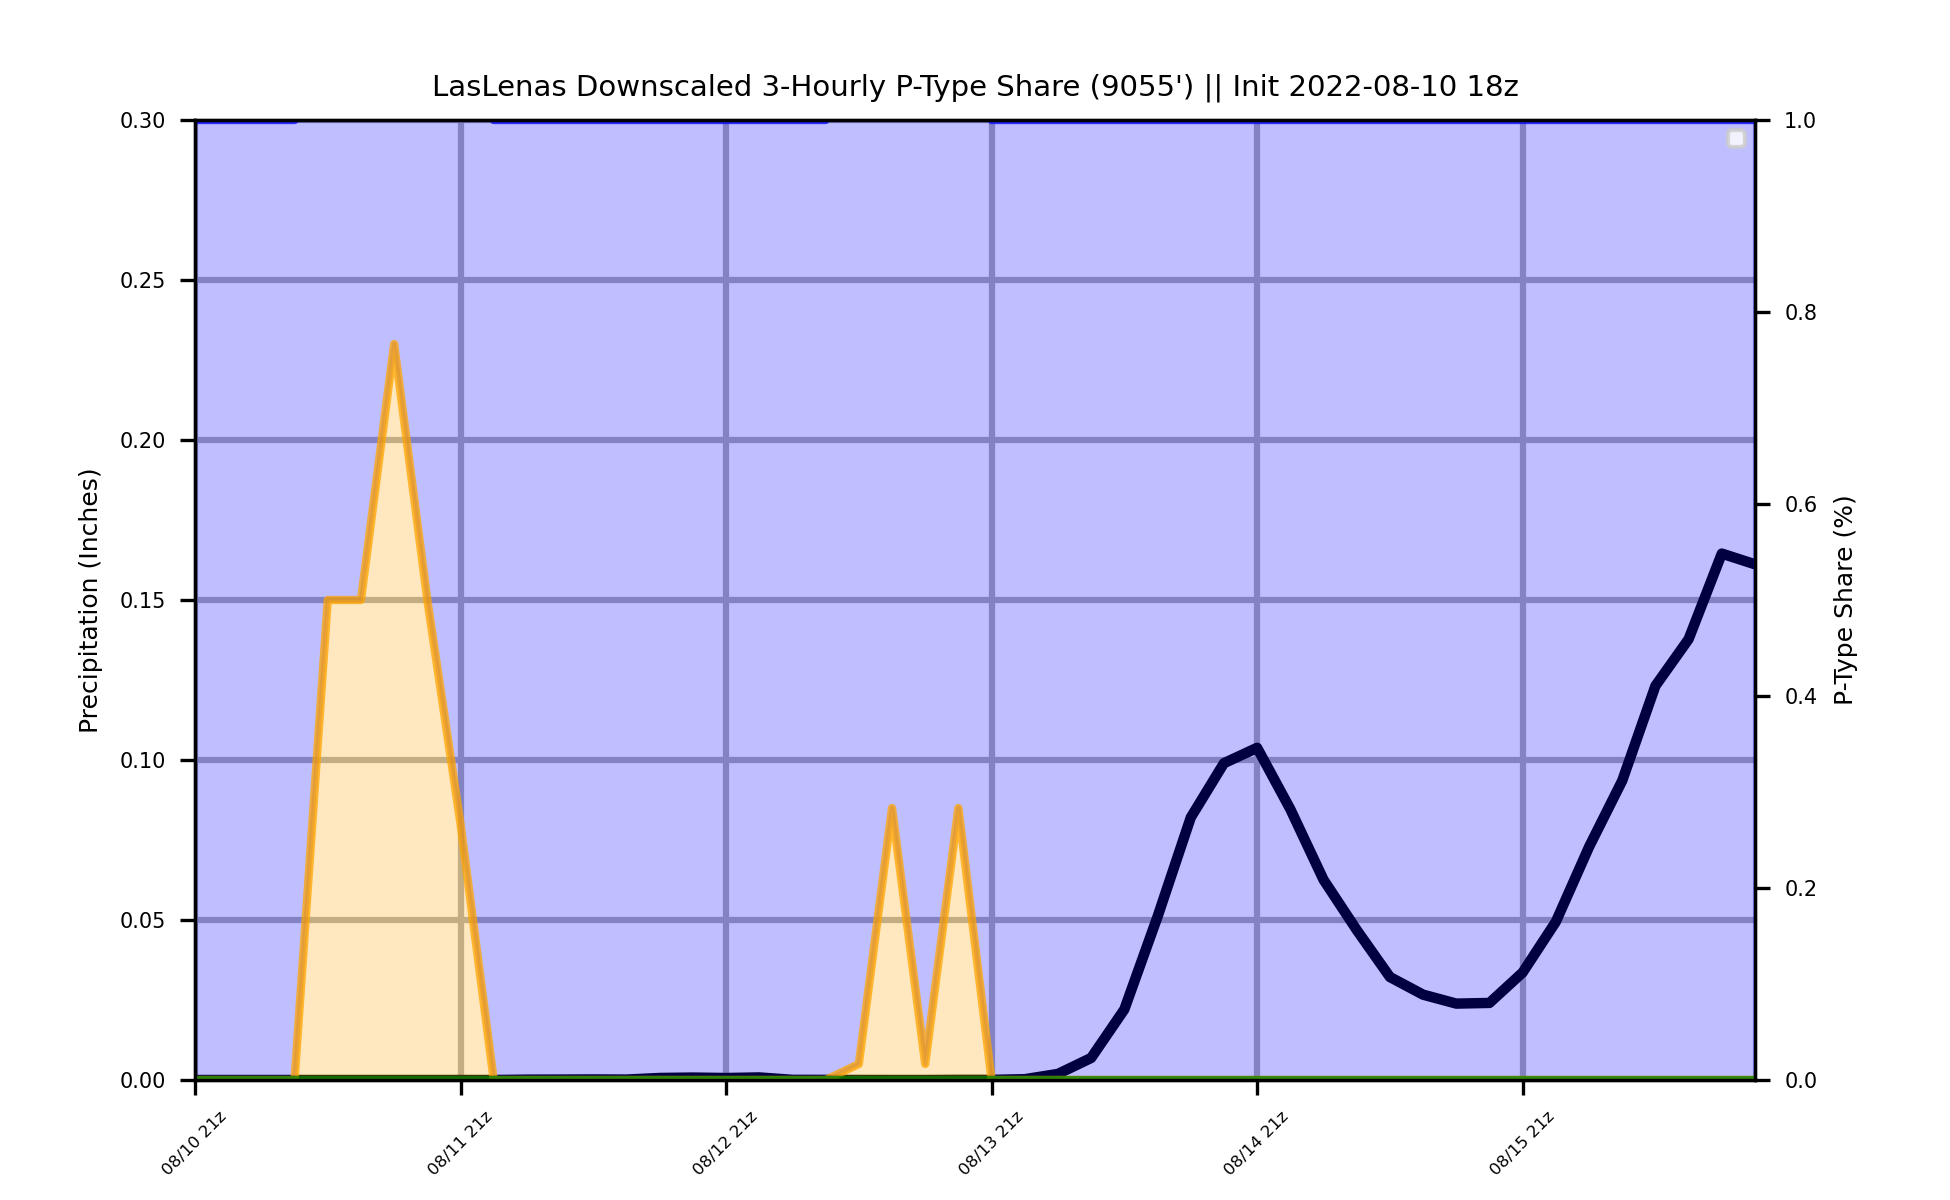 LasLenas Downscaled 3-Hourly P-Type Share (9055') || Init 2022-08-10 18z
0.30
0.25
0.20
0.15
0.10
0.05
0.00
Precipitation (Inches)
1.0
0.8
0.6
0.4
0.2
0.0
P-Type Share (%)
08/10 21z
08/11 21z
08/12 21z
08/13 21z
08/14 21z
08/15 21z